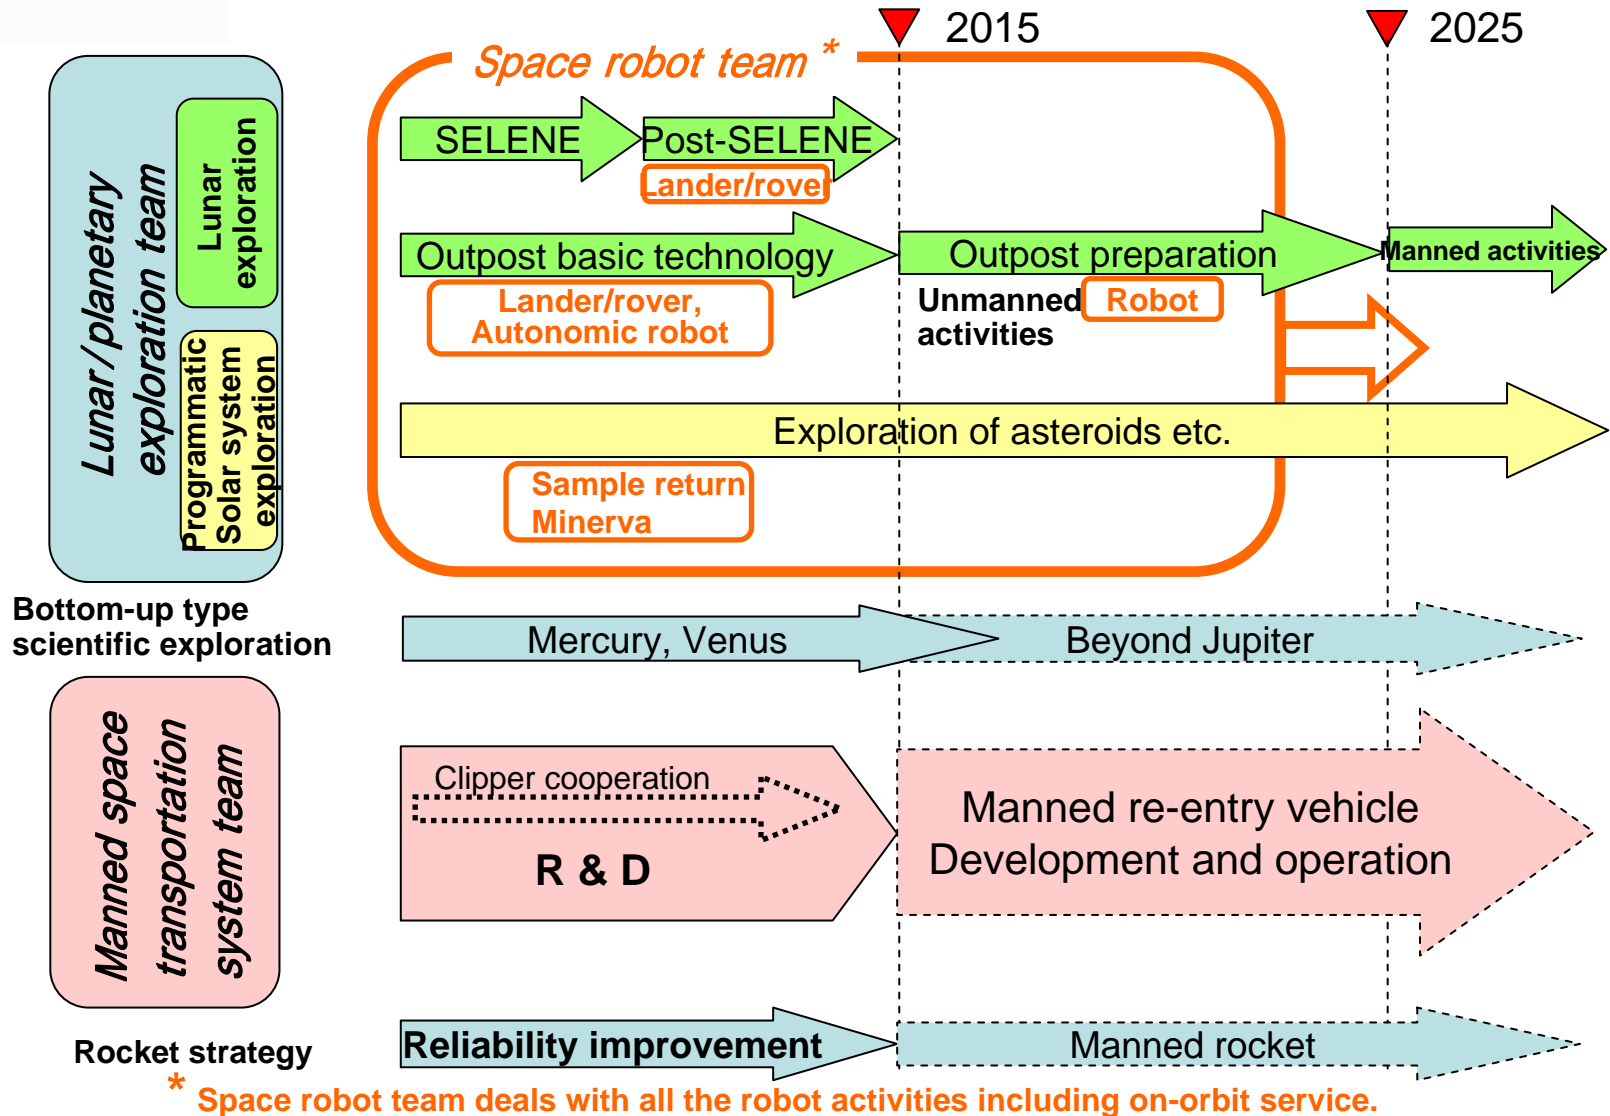 2015
2025
Space robot team *
Lunar/planetary
exploration team
Lunar
exploration
Programmatic
Solar system
exploration
SELENE
Post-SELENE
Lander/rover
Outpost basic technology
Lander/rover,
Autonomic robot
Outpost preparation
Unmanned
activities
Robot
Manned activities
Exploration of asteroids etc.
Sample return
Minerva
Bottom-up type
scientific exploration
Mercury, Venus
Beyond Jupiter
Manned space
transportation
system team
Clipper cooperation
R & D
Manned re-entry vehicle
Development and operation
Rocket strategy
Reliability improvement
Manned rocket
* Space robot team deals with all the robot activities including on-orbit service.